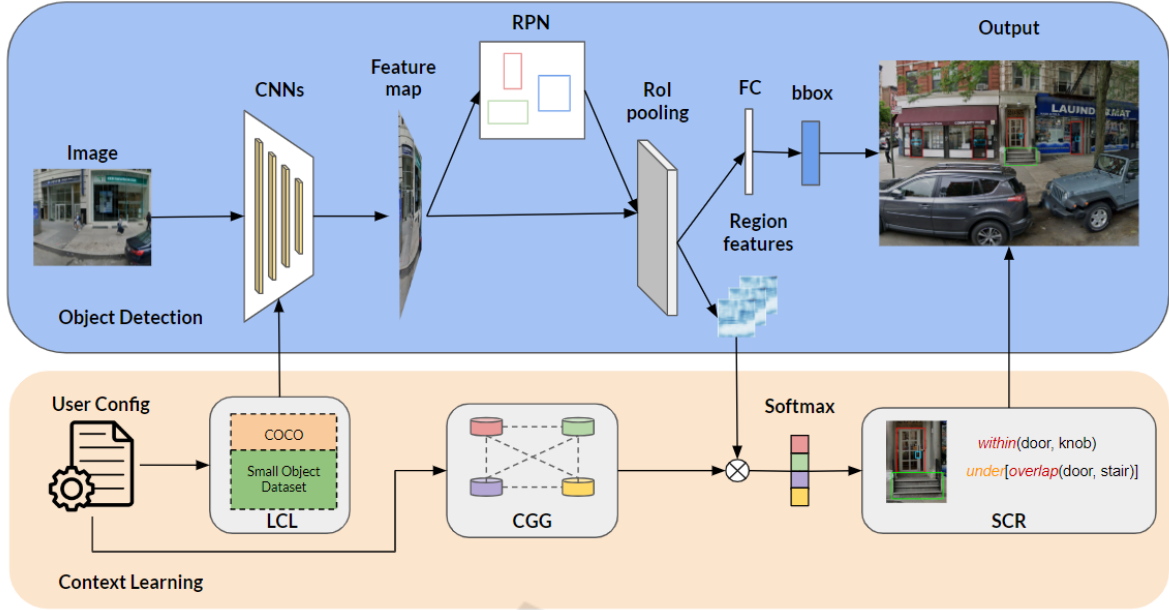 RPN
Output
Feature
map
CNNs
RoI
pooling
FC
bbox
Image
LAUNDERMAT
Region
features
Object Detection
User Config
COCO
Small Object
Dataset
LCL
CGG
Softmax
within(door, knob)
under[overlap(door, stair)]
SCR
Context Learning